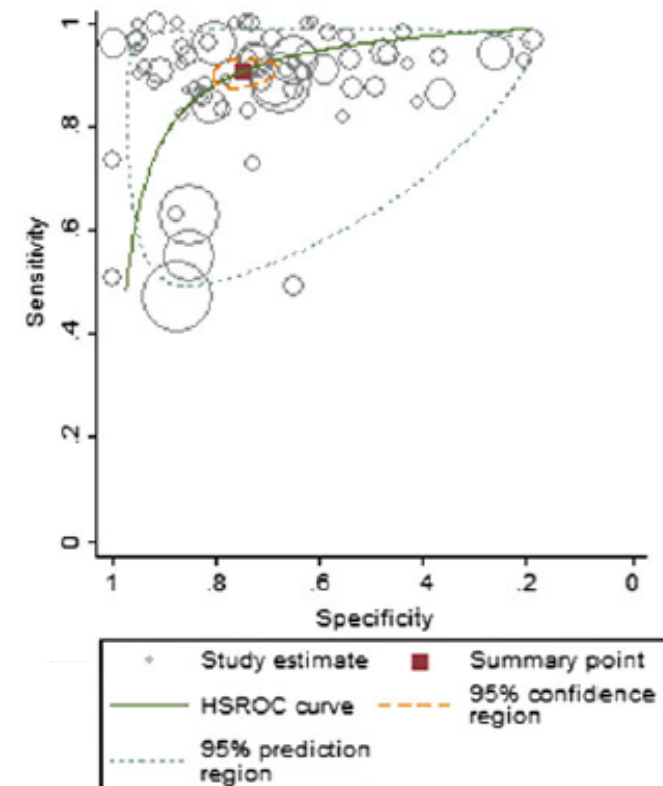 1
.8
.6
.4
.2
0
Sensitivity
1
.8
.6
.4
.2
0
Specificity
Study estimate
Summary point
HSROC curve
95% confidence
region
95% prediction
region